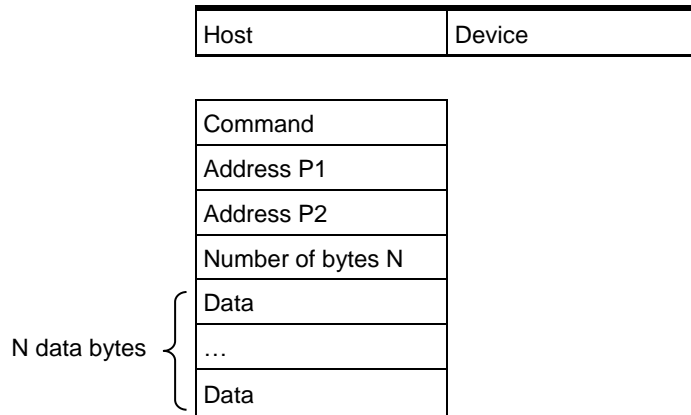 Host Device
Command
Address P1
Address P2
Number of bytes N
Data
N data bytes …
Data